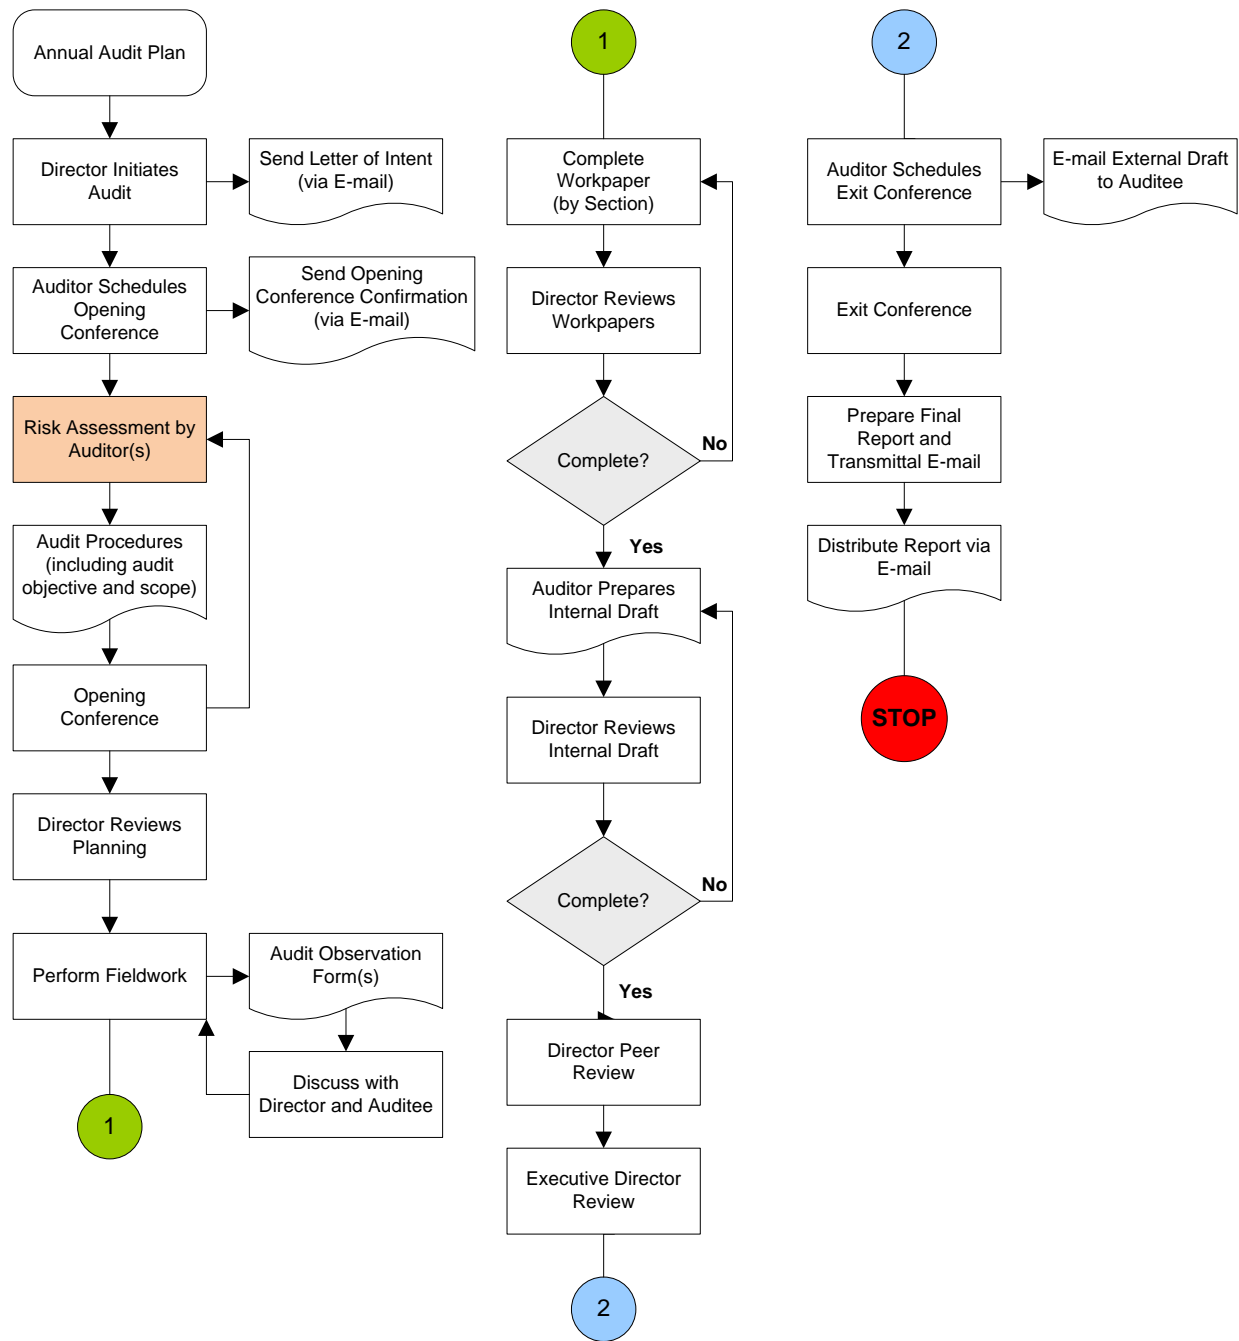 Annual Audit Plan
Director Initiates
Audit
Send Letter of Intent
(via E-mail)
Auditor Schedules
Opening
Conference
Send Opening
Conference Confirmation
(via E-mail)
Risk Assessment by
Auditor(s)
Audit Procedures
(including audit
objective and scope)
Opening
Conference
Director Reviews
Planning
Perform Fieldwork
Audit Observation
Form(s)
Discuss with
Director and Auditee
1
1
Complete
Workpaper
(by Section)
Director Reviews
Workpapers
Complete?
No
Yes
Auditor Prepares
Internal Draft
Director Reviews
Internal Draft
Complete?
No
Yes
Director Peer
Review
Executive Director
Review
2
2
Auditor Schedules
Exit Conference
E-mail External Draft
to Auditee
Exit Conference
Prepare Final
Report and
Transmittal E-mail
Distribute Report via
E-mail
STOP